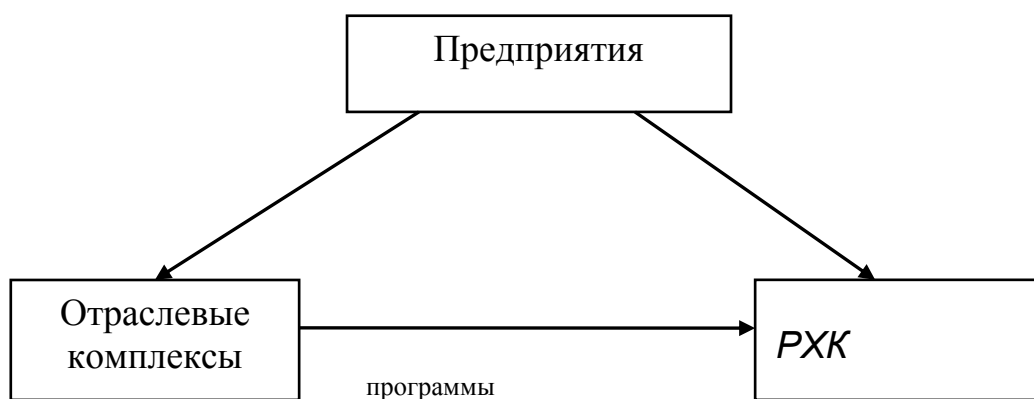 Предприятия
Отраслевые
комплексы
РХК
программы